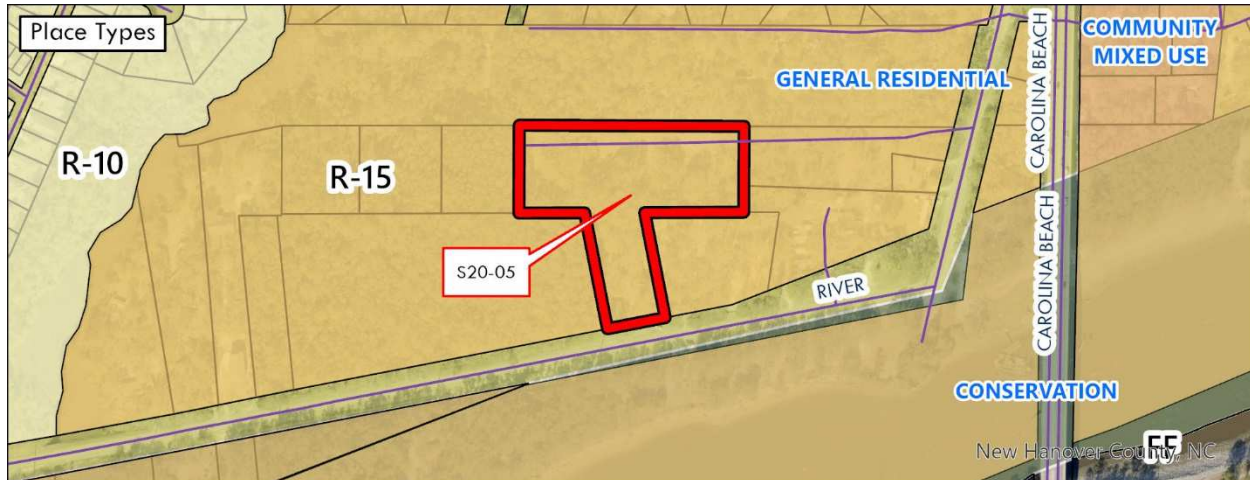 Place Types
COMMUNITY
MIXED USE
GENERAL RESIDENTIAL
CAROLINA BEACH
R-10
R-15
S20-05
CAROLINA BEACH
RIVER
CONSERVATION
New Hanover County, NC